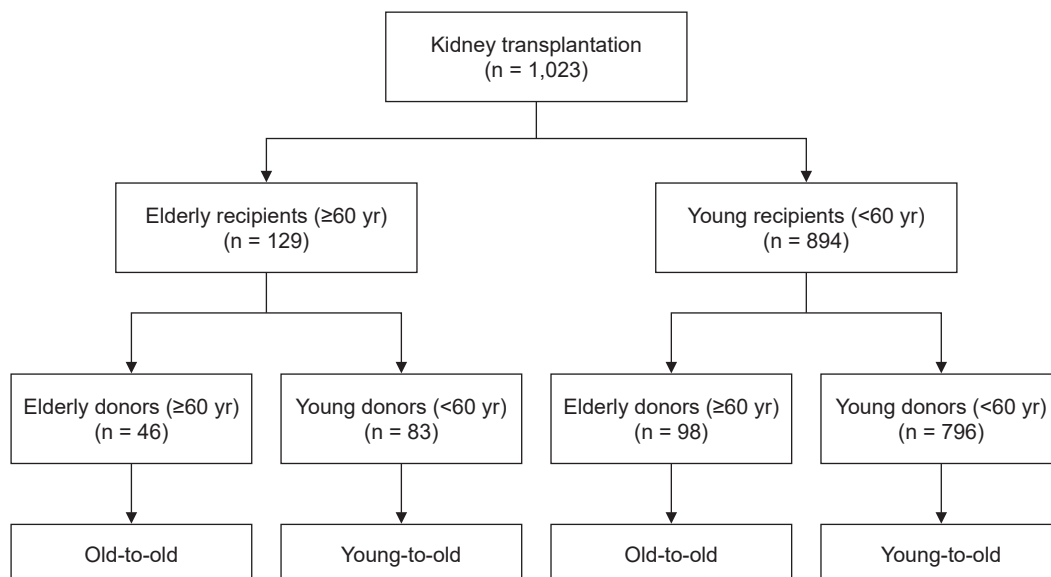 Kidney transplantation
(n = 1,023)
Elderly recipients (≥60 yr)
(n = 129)
Young recipients (<60 yr)
(n = 894)
Elderly donors (≥60 yr)
(n = 46)
Young donors (<60 yr)
(n = 83)
Elderly donors (≥60 yr)
(n = 98)
Young donors (<60 yr)
(n = 796)
Old-to-old
Young-to-old
Old-to-old
Young-to-old